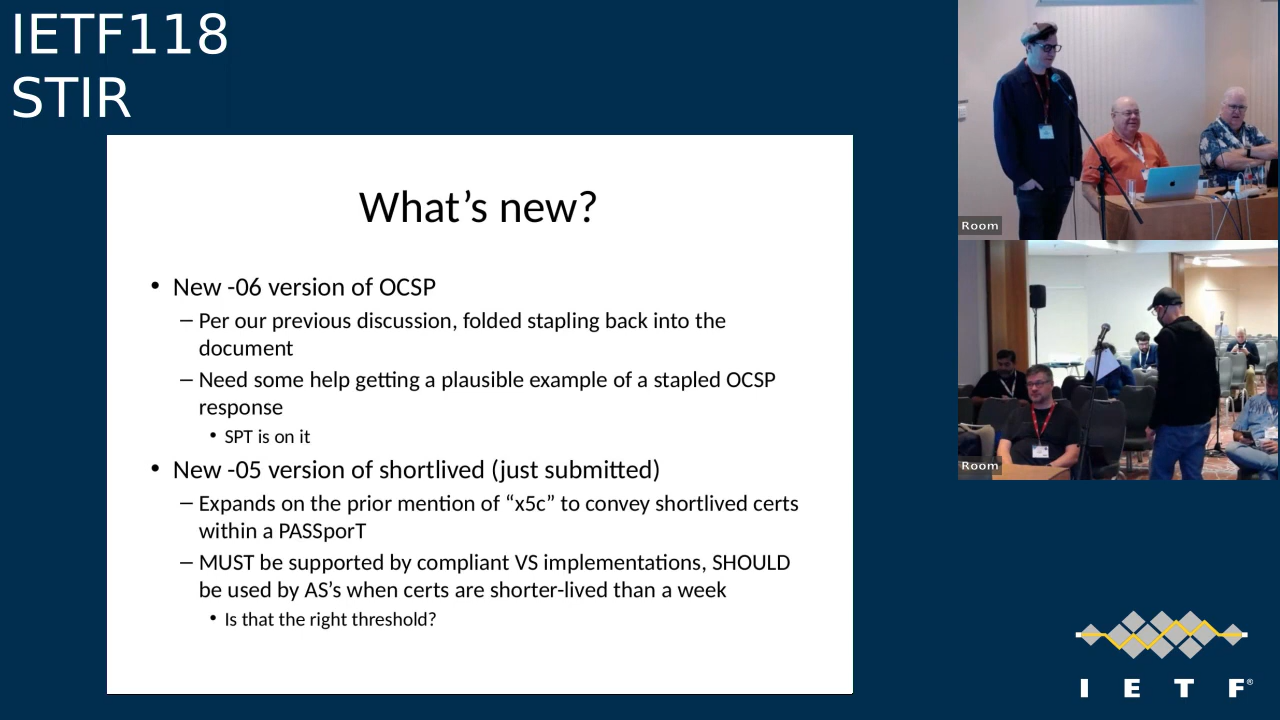 IETF118
STIR
What's new?
• New -06 version of OCSP
– Per our previous discussion, folded stapling back into the
document
– Need some help getting a plausible example of a stapled OCSP
response
• SPT is on it
• New -05 version of shortlived (just submitted)
– Expands on the prior mention of “x5c” to convey shortlived certs
within a PASSporT
– MUST be supported by compliant VS implementations, SHOULD
be used by AS’s when certs are shorter-lived than a week
• Is that the right threshold?
Room
Room
I E T F®